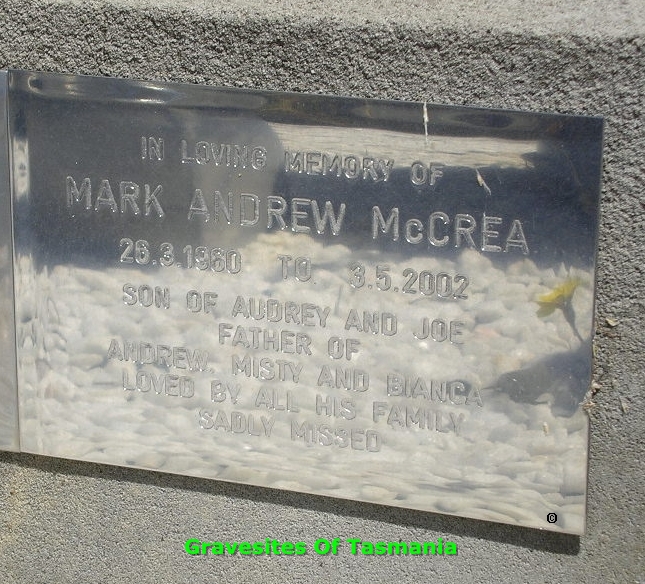 IN LOVING MEMORY OF
MARK ANDREW McCREA
26.3.1960 TO 3.5.2002
SON OF AUDREY AND JOE
FATHER OF
ANDREW, MISTY AND BIANCA
LOVED BY ALL HIS FAMILY
SADLY MISSED
©
Gravesites Of Tasmania